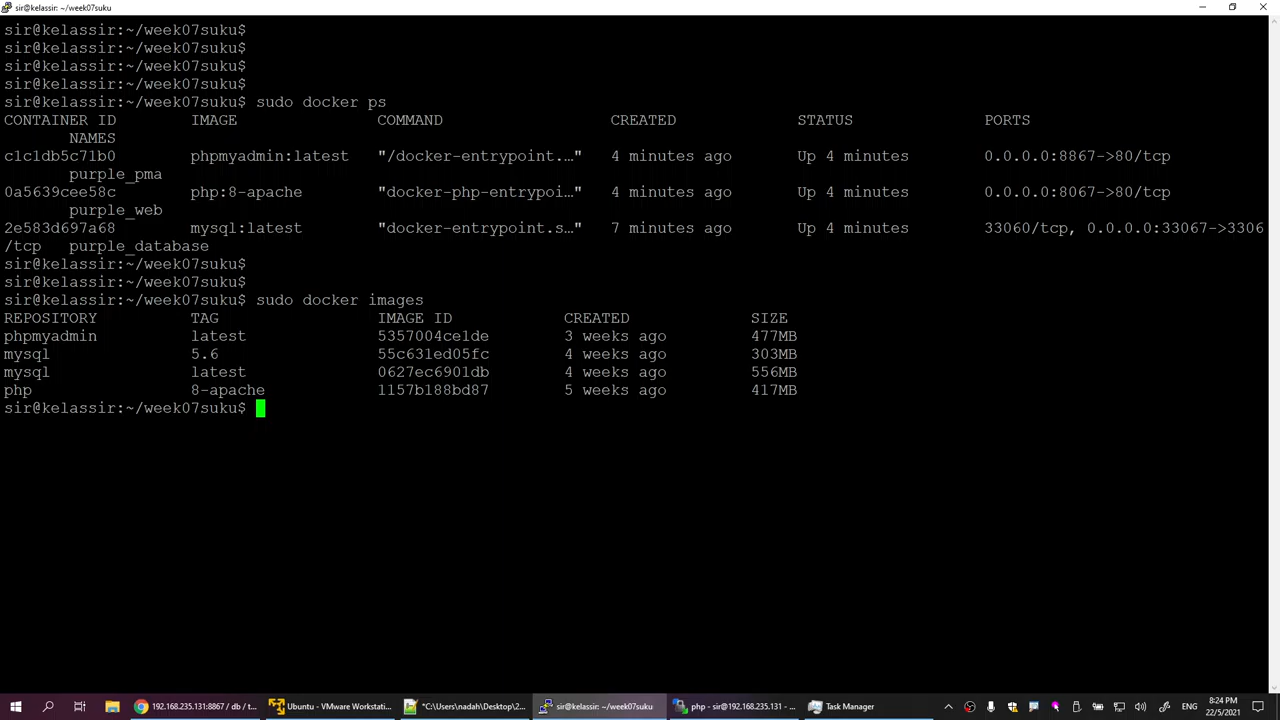 sir@kelassir: ~/week07suku
sir@kelassir:~/week07suku$
sir@kelassir:~/week07suku$
sir@kelassir:~/week07suku$
sir@kelassir:~/week07suku$
sir@kelassir:~/week07suku$ sudo docker ps
CONTAINER ID IMAGE COMMAND CREATED STATUS PORTS
NAMES
c1c1db5c71b0 phpmyadmin:latest "/docker-entrypoint.…" 4 minutes ago Up 4 minutes 0.0.0.0:8867->80/tcp
purple_pma
0a5639cee58c php:8-apache "docker-php-entrypoi…" 4 minutes ago Up 4 minutes 0.0.0.0:8067->80/tcp
purple_web
2e583d697a68 mysql:latest "docker-entrypoint.s…" 7 minutes ago Up 4 minutes 33060/tcp, 0.0.0.0:33067->3306
/tcp purple_database
sir@kelassir:~/week07suku$
sir@kelassir:~/week07suku$
sir@kelassir:~/week07suku$ sudo docker images
REPOSITORY TAG IMAGE ID CREATED SIZE
phpmyadmin latest 5357004ce1de 3 weeks ago 477MB
mysql 5.6 55c631ed05fc 4 weeks ago 303MB
mysql latest 0627ec6901db 4 weeks ago 556MB
php 8-apache 1157b188bd87 5 weeks ago 417MB
sir@kelassir:~/week07suku$
192.168.235.131:8867 / db / t... Ubuntu - VMware Workstati... *C:\Users\nadah\Desktop\2... sir@kelassir: ~/week07suku php - sir@192.168.235.131 - ... Task Manager ENG 8:24 PM
22/5/2021